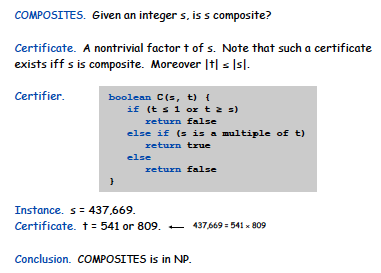 COMPOSITES. Given an integer s, is s composite?
Certificate. A nontrivial factor t of s. Note that such a certificate
exists iff s is composite. Moreover |t| ≤ |s|.
Certifier.
boolean C(s, t) {
if (t ≤ 1 or t ≥ s)
return false
else if (s is a multiple of t)
return true
else
return false
}
Instance. s = 437,669.
Certificate. t = 541 or 809. ← 437,669 = 541 × 809
Conclusion. COMPOSITES is in NP.